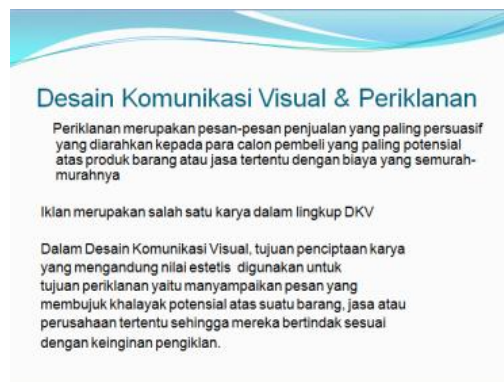 Desain Komunikasi Visual & Periklanan
Periklanan merupakan pesan-pesan penjualan yang paling persuasif
yang diarahkan kepada para calon pembeli yang paling potensial
atas produk barang atau jasa tertentu dengan biaya yang semurah-
murahnya
Iklan merupakan salah satu karya dalam lingkup DKV
Dalam Desain Komunikasi Visual, tujuan penciptaan karya
yang mengandung nilai estetis digunakan untuk
tujuan periklanan yaitu manyampaikan pesan yang
membujuk khalayak potensial atas suatu barang, jasa atau
perusahaan tertentu sehingga mereka bertindak sesuai
dengan keinginan pengiklan.